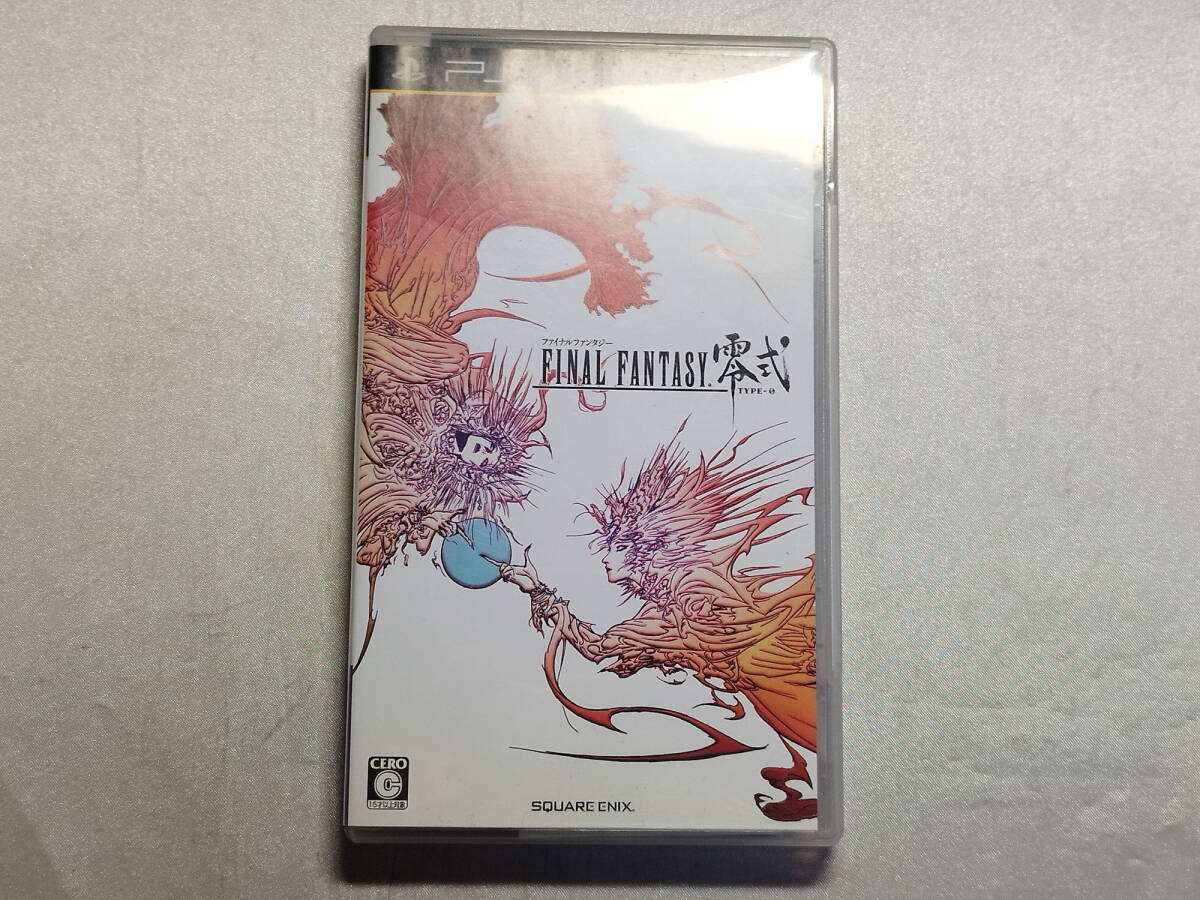 PS
ファイナルファンタジー
FINAL FANTASY. 零式
TYPE-0
CERO
C
15才以上対象
SQUARE ENIX.